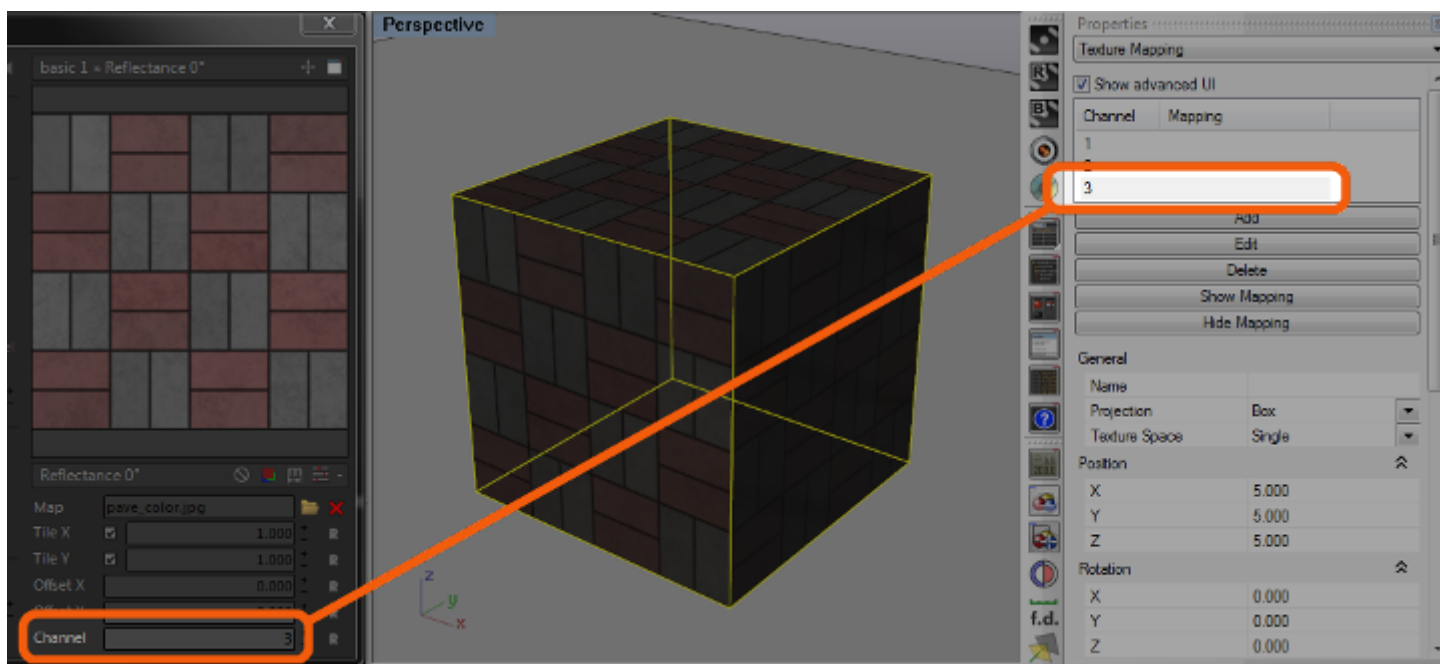 basic 1 - Reflectance 0°
Reflectance 0°
Map pave_color.jpg
Tile X 1.000 R
Tile Y 1.000 R
Offset X 0.000 R
Channel 3 R
Perspective
z
y
x
R
B
f.d.
Properties
Texture Mapping
Show advanced UI
Channel Mapping
1
3
Add
Edit
Delete
Show Mapping
Hide Mapping
General
Name
Projection Box
Texture Space Single
Position
X 5.000
Y 5.000
Z 5.000
Rotation
X 0.000
Y 0.000
Z 0.000